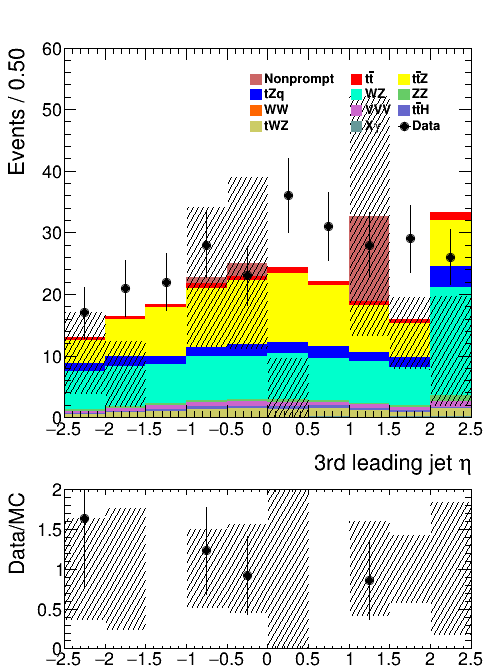 Events / 0.50
60
50
40
30
20
10
0
Nonprompt tt̄ tt̄Z
tZq WZ ZZ
WW VVV tt̄H
tWZ Xγ Data
−2.5 −2 −1.5 −1 −0.5 0 0.5 1 1.5 2 2.5
3rd leading jet η
Data/MC
2
1.5
1
0.5
0
−2.5 −2 −1.5 −1 −0.5 0 0.5 1 1.5 2 2.5